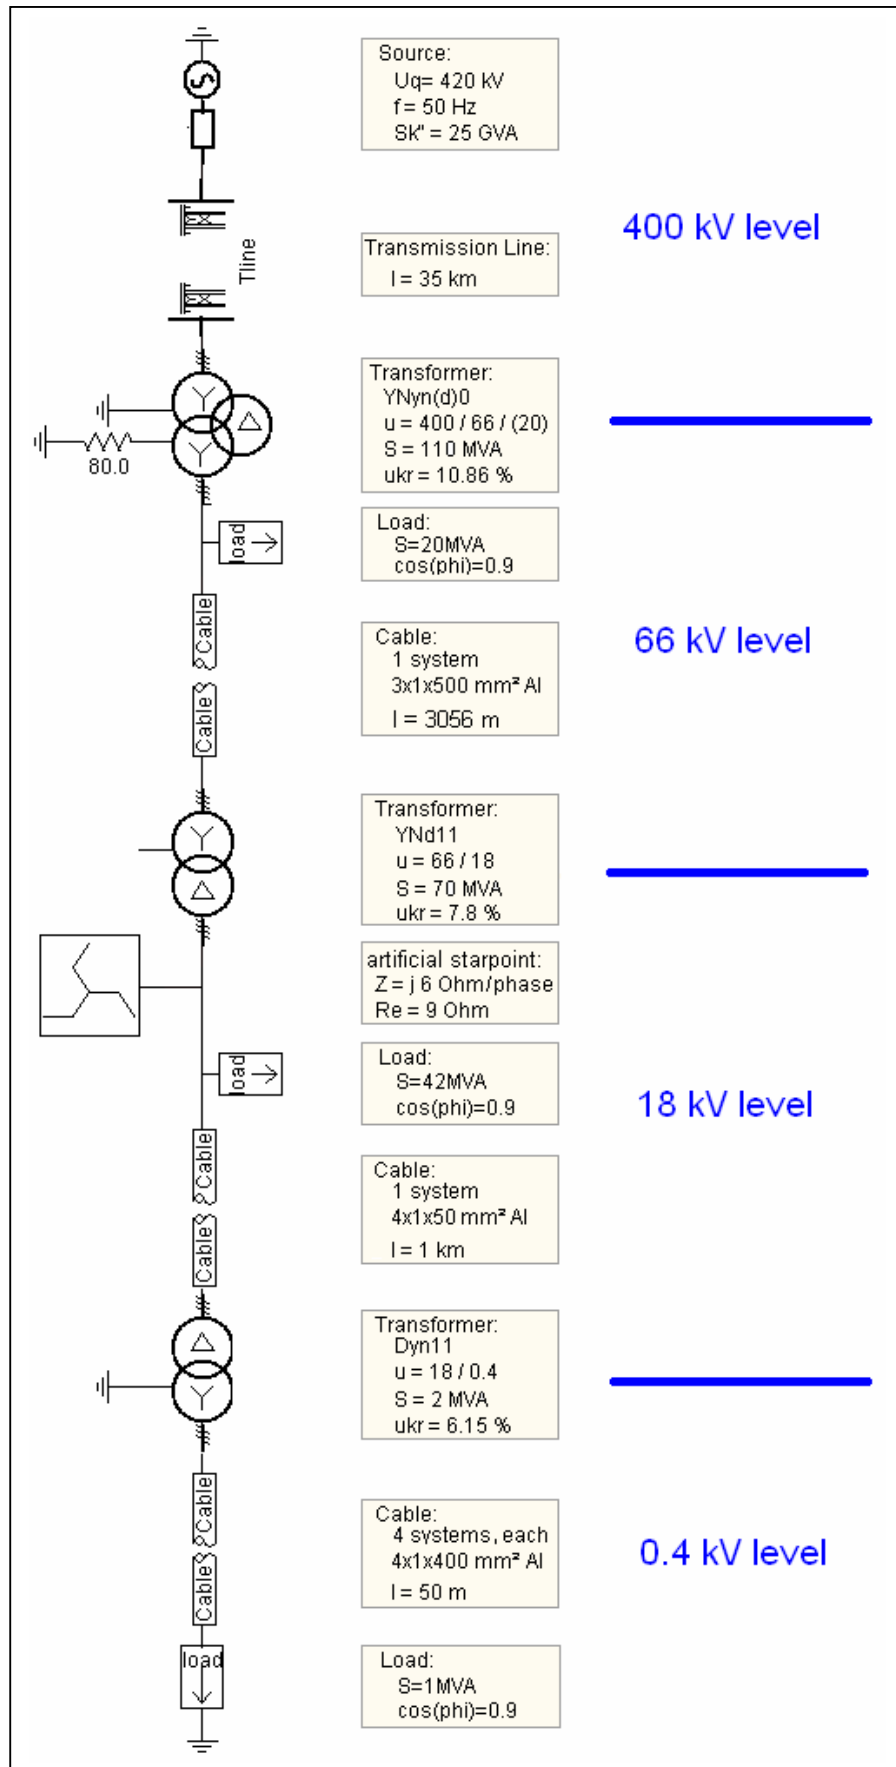 Source:
Uq= 420 kV
f= 50 Hz
Sk" = 25 GVA
400 kV level
Tline
Transmission Line:
l = 35 km
Transformer:
YNyn(d)0
u = 400 / 66 / (20)
S = 110 MVA
ukr = 10.86 %
80.0
load
Load:
S=20MVA
cos(phi)=0.9
Cable
Cable
Cable:
1 system
3x1x500 mm² Al
l = 3056 m
66 kV level
Transformer:
YNd11
u = 66 / 18
S = 70 MVA
ukr = 7.8 %
artificial starpoint:
Z = j 6 Ohm/phase
Re = 9 Ohm
load
Load:
S=42MVA
cos(phi)=0.9
18 kV level
Cable
Cable
Cable:
1 system
4x1x50 mm² Al
l = 1 km
Transformer:
Dyn11
u = 18 / 0.4
S = 2 MVA
ukr = 6.15 %
Cable
Cable
Cable:
4 systems, each
4x1x400 mm² Al
l = 50 m
0.4 kV level
load
Load:
S=1MVA
cos(phi)=0.9